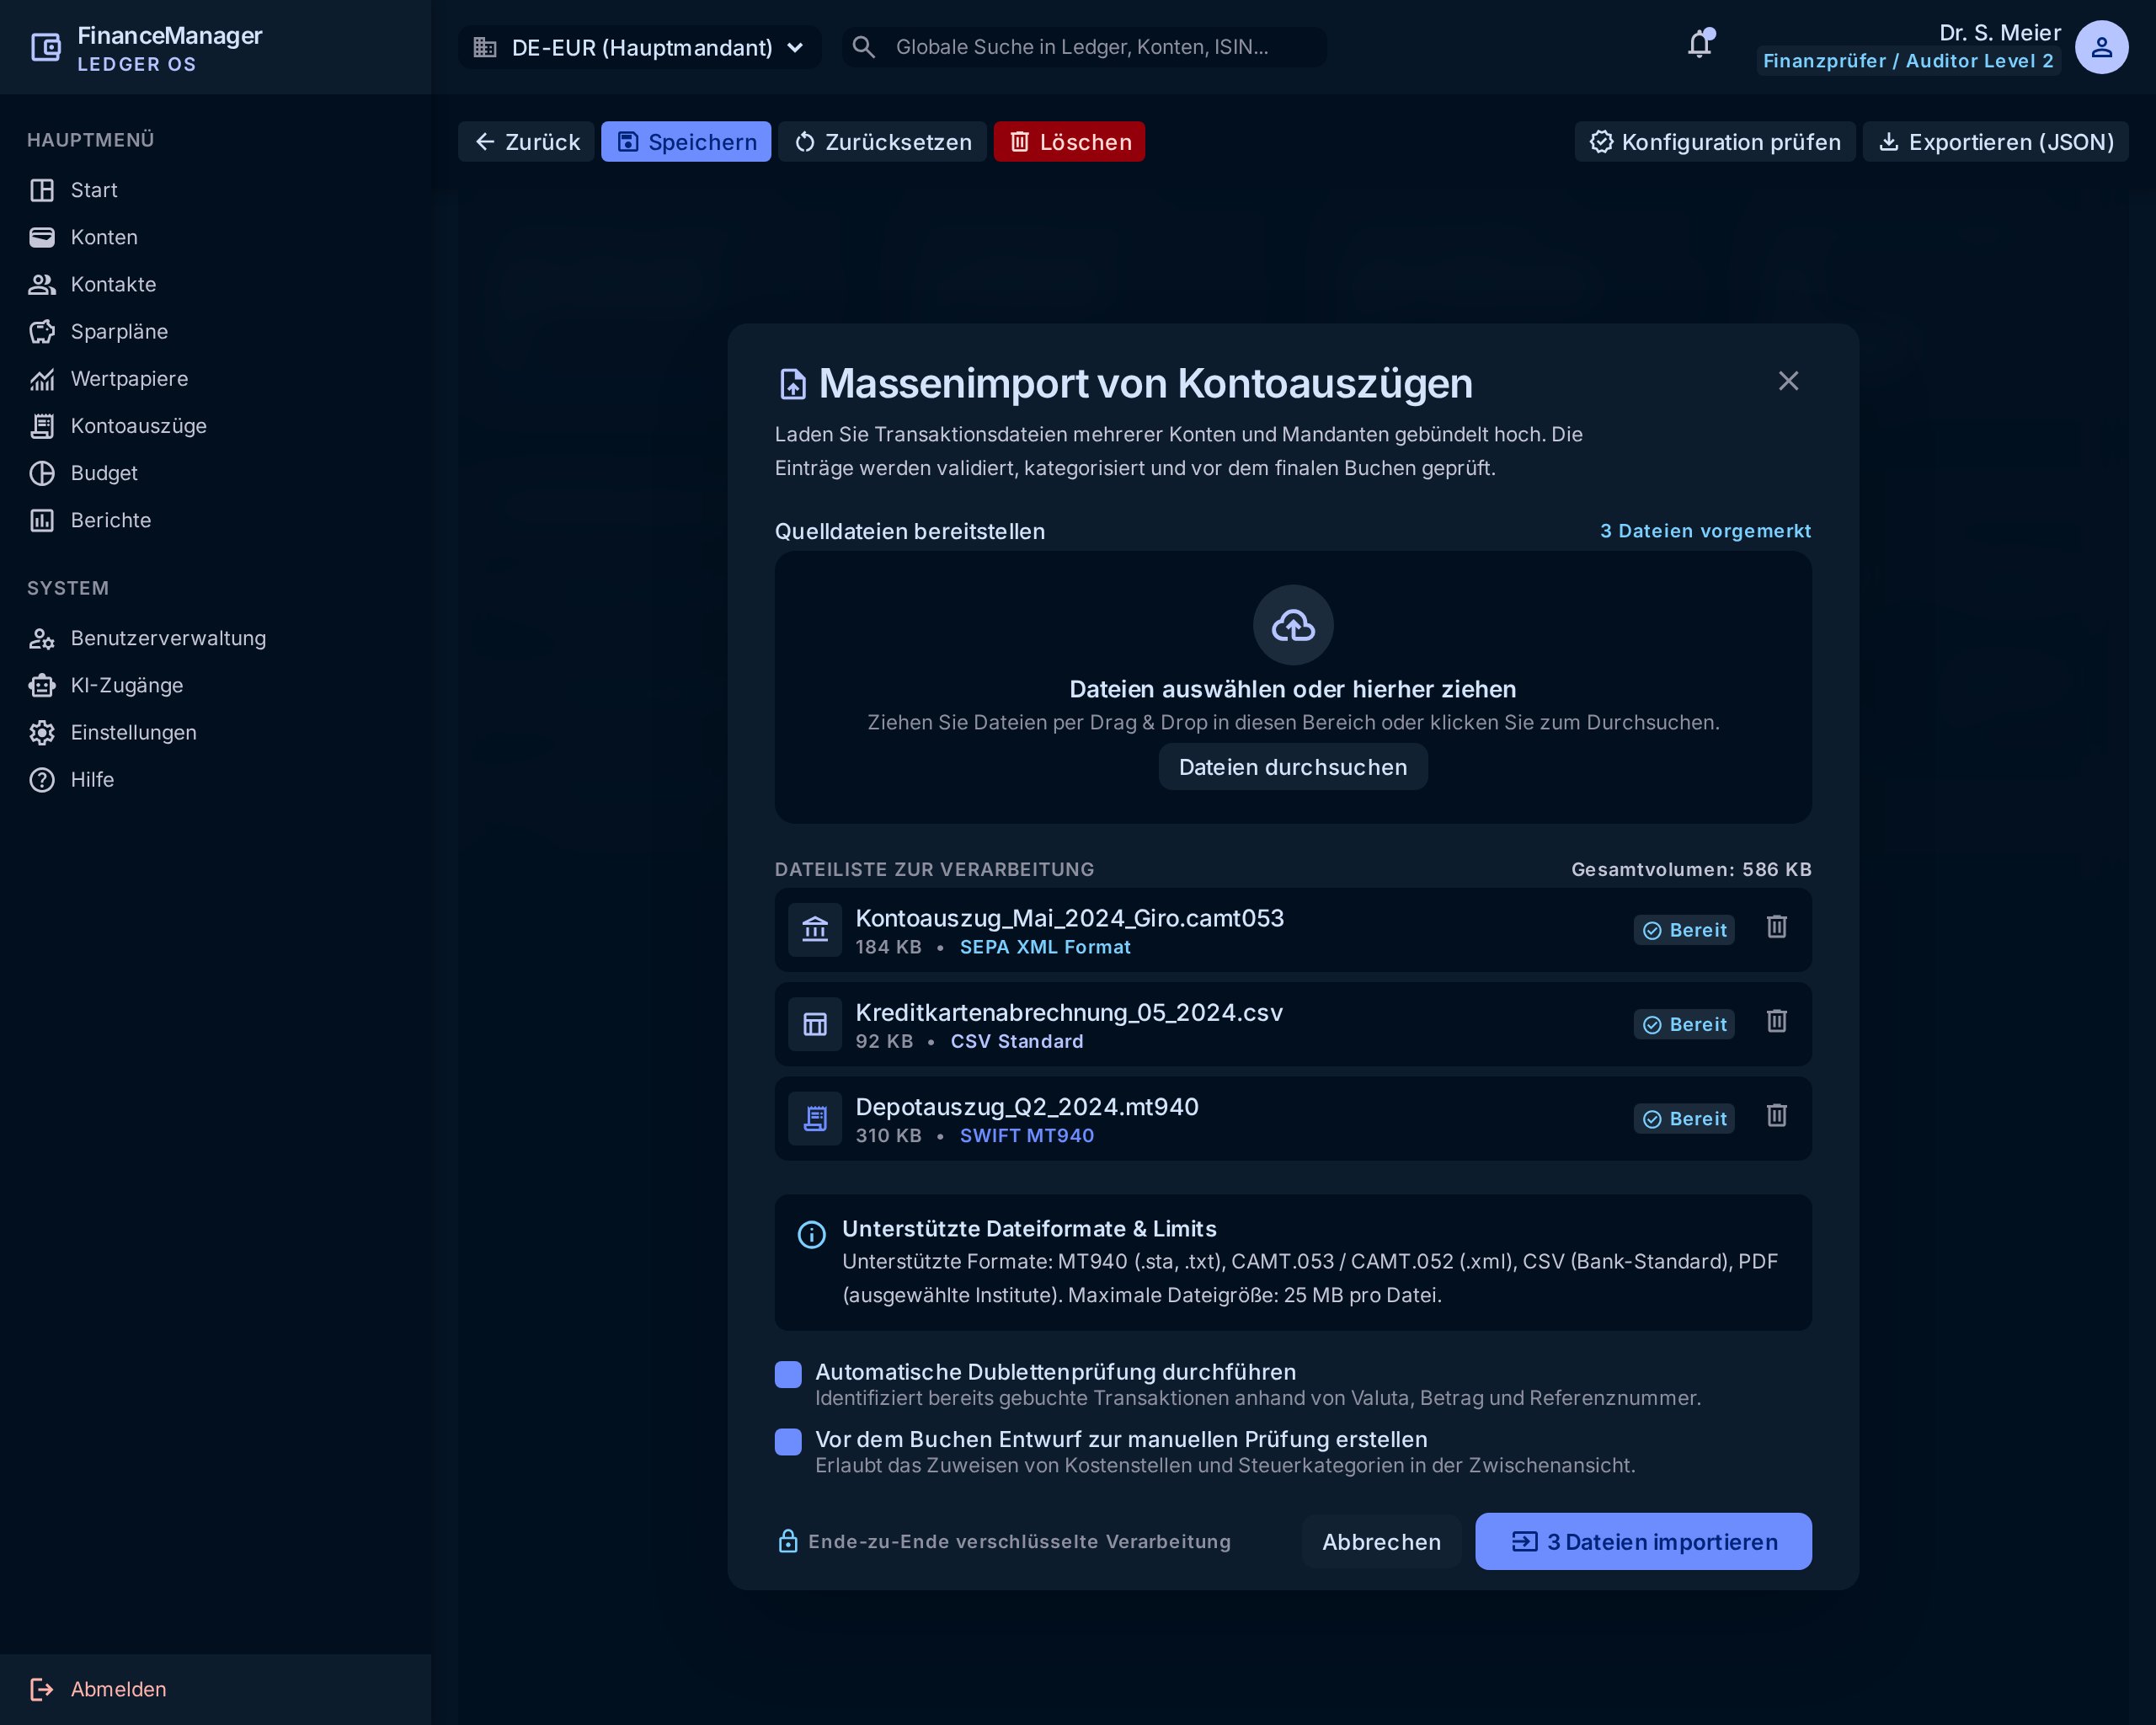 FinanceManager
LEDGER OS
DE-EUR (Hauptmandant)
Globale Suche in Ledger, Konten, ISIN...
Dr. S. Meier
Finanzprüfer / Auditor Level 2
HAUPTMENÜ
Start
Konten
Kontakte
Sparpläne
Wertpapiere
Kontoauszüge
Budget
Berichte
SYSTEM
Benutzerverwaltung
KI-Zugänge
Einstellungen
Hilfe
Abmelden
Zurück
Speichern
Zurücksetzen
Löschen
Konfiguration prüfen
Exportieren (JSON)
Massenimport von Kontoauszügen
Laden Sie Transaktionsdateien mehrerer Konten und Mandanten gebündelt hoch. Die
Einträge werden validiert, kategorisiert und vor dem finalen Buchen geprüft.
Quelldateien bereitstellen
3 Dateien vorgemerkt
Dateien auswählen oder hierher ziehen
Ziehen Sie Dateien per Drag & Drop in diesen Bereich oder klicken Sie zum Durchsuchen.
Dateien durchsuchen
DATEILISTE ZUR VERARBEITUNG
Gesamtvolumen: 586 KB
Kontoauszug_Mai_2024_Giro.camt053
184 KB • SEPA XML Format
Bereit
Kreditkartenabrechnung_05_2024.csv
92 KB • CSV Standard
Bereit
Depotauszug_Q2_2024.mt940
310 KB • SWIFT MT940
Bereit
Unterstützte Dateiformate & Limits
Unterstützte Formate: MT940 (.sta, .txt), CAMT.053 / CAMT.052 (.xml), CSV (Bank-Standard), PDF
(ausgewählte Institute). Maximale Dateigröße: 25 MB pro Datei.
Automatische Dublettenprüfung durchführen
Identifiziert bereits gebuchte Transaktionen anhand von Valuta, Betrag und Referenznummer.
Vor dem Buchen Entwurf zur manuellen Prüfung erstellen
Erlaubt das Zuweisen von Kostenstellen und Steuerkategorien in der Zwischenansicht.
Ende-zu-Ende verschlüsselte Verarbeitung
Abbrechen
3 Dateien importieren